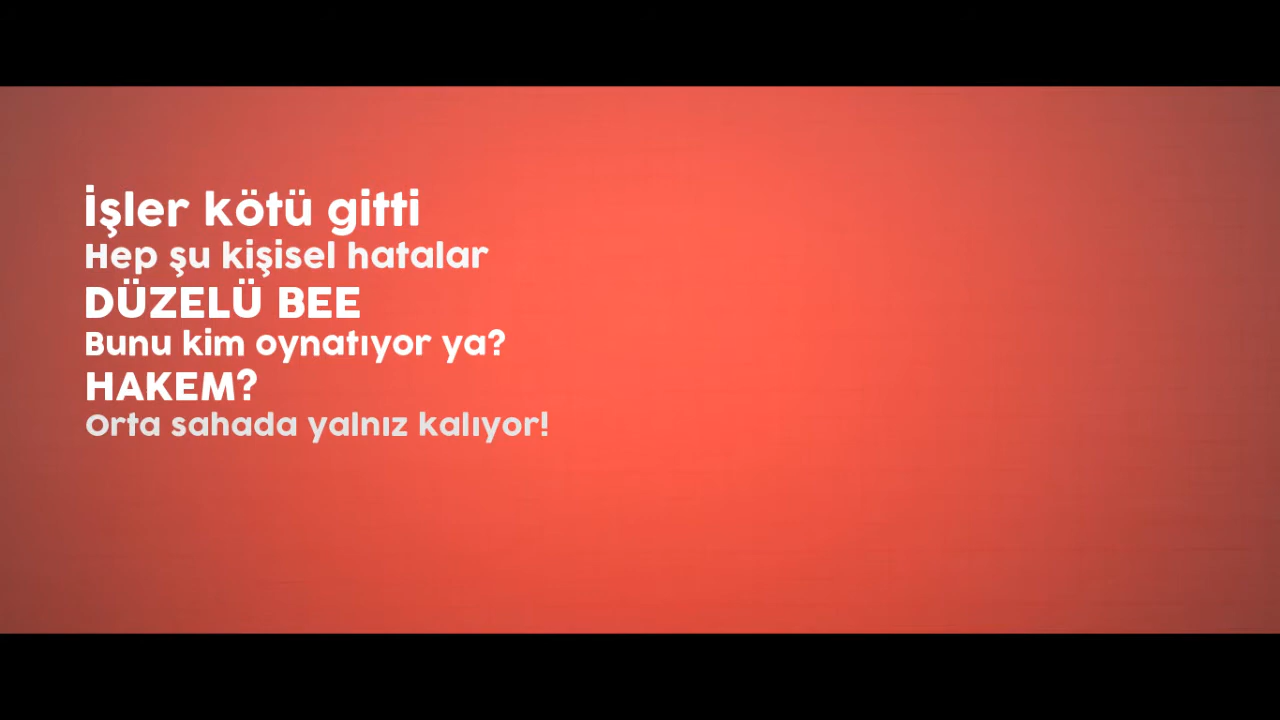 İşler kötü gitti
Hep şu kişisel hatalar
DÜZELÜ BEE
Bunu kim oynatıyor ya?
HAKEM?
Orta sahada yalnız kalıyor!